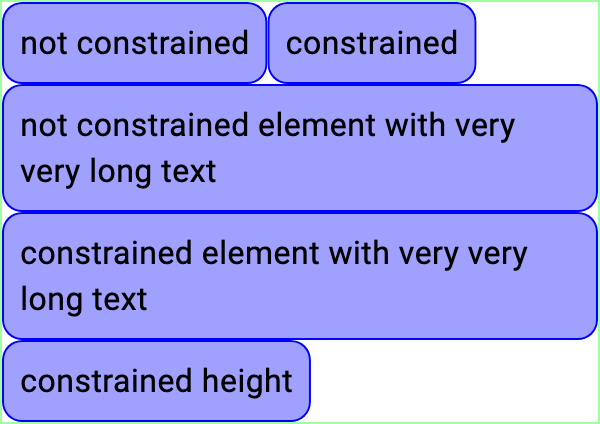 not constrained constrained
not constrained element with very
very long text
constrained element with very very
long text
constrained height